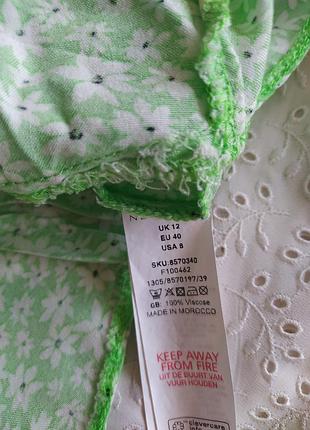 UK 12
EU 40
USA 8
SKU:8570340
F100462
1305/8570197/39
GB: 100% Viscose
MADE IN MOROCCO
KEEP AWAY
FROM FIRE
UIT DE BUURT VAN
VUUR HOUDEN
clevercare